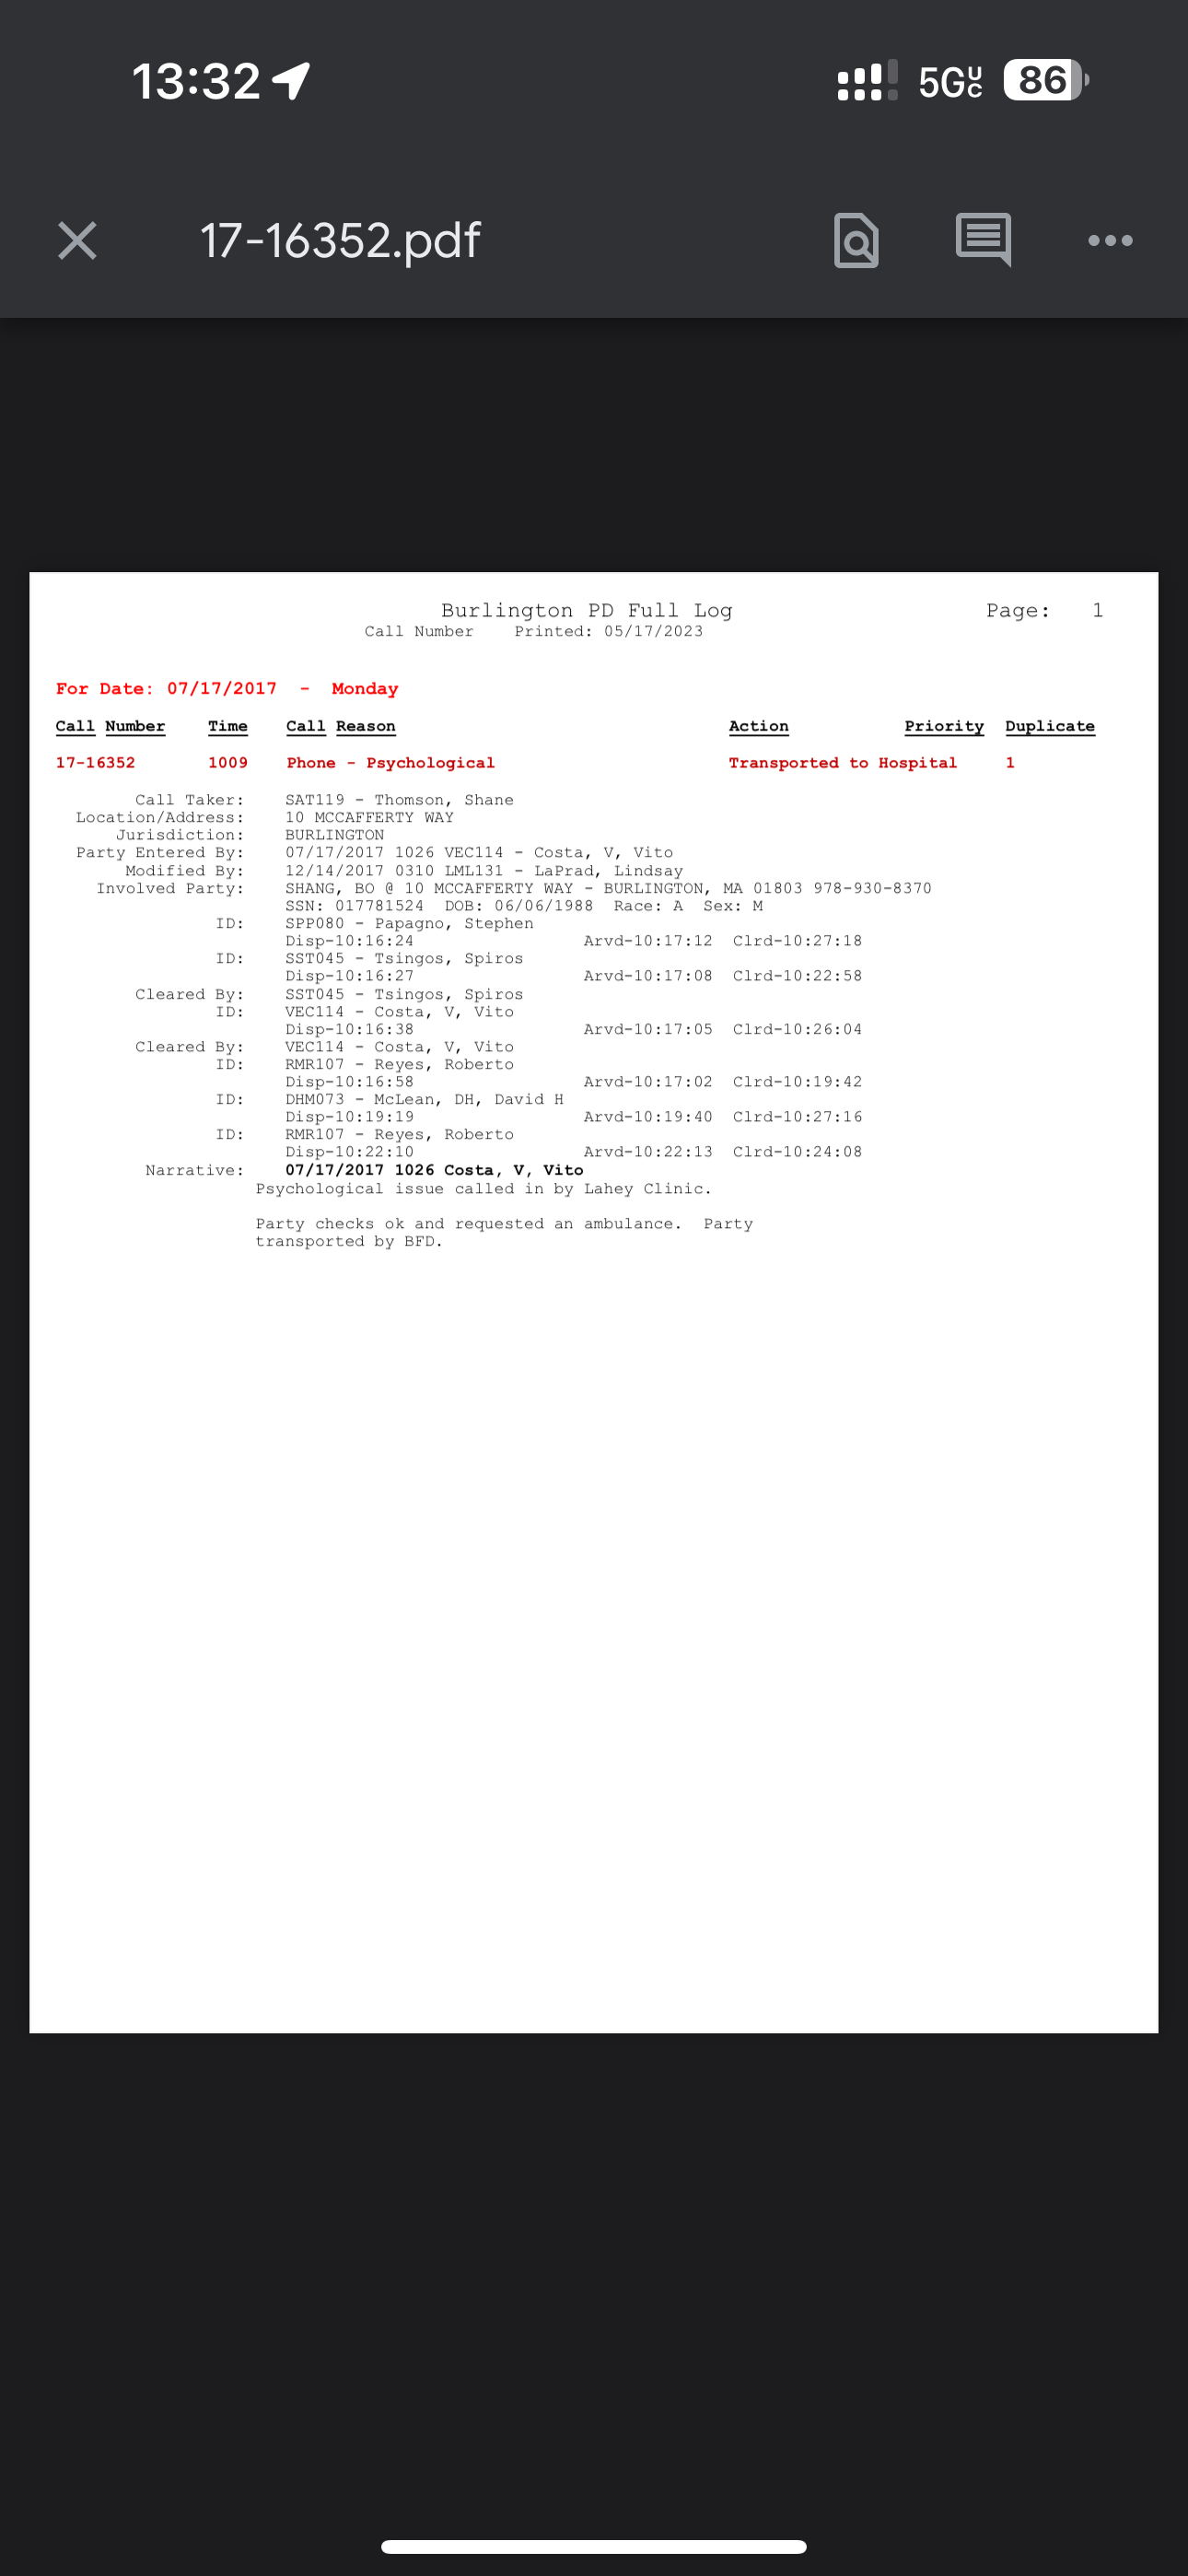 13:32
5G UC 86
17-16352.pdf
Burlington PD Full Log Page: 1
Call Number Printed: 05/17/2023
For Date: 07/17/2017 - Monday
Call Number Time Call Reason Action Priority Duplicate
17-16352 1009 Phone - Psychological Transported to Hospital 1
Call Taker: SAT119 - Thomson, Shane
Location/Address: 10 MCCAFFERTY WAY
Jurisdiction: BURLINGTON
Party Entered By: 07/17/2017 1026 VEC114 - Costa, V, Vito
Modified By: 12/14/2017 0310 LML131 - LaPrad, Lindsay
Involved Party: SHANG, BO @ 10 MCCAFFERTY WAY - BURLINGTON, MA 01803 978-930-8370
SSN: 017781524 DOB: 06/06/1988 Race: A Sex: M
ID: SPP080 - Papagno, Stephen
Disp-10:16:24 Arvd-10:17:12 Clrd-10:27:18
ID: SST045 - Tsingos, Spiros
Disp-10:16:27 Arvd-10:17:08 Clrd-10:22:58
Cleared By: SST045 - Tsingos, Spiros
ID: VEC114 - Costa, V, Vito
Disp-10:16:38 Arvd-10:17:05 Clrd-10:26:04
Cleared By: VEC114 - Costa, V, Vito
ID: RMR107 - Reyes, Roberto
Disp-10:16:58 Arvd-10:17:02 Clrd-10:19:42
ID: DHM073 - McLean, DH, David H
Disp-10:19:19 Arvd-10:19:40 Clrd-10:27:16
ID: RMR107 - Reyes, Roberto
Disp-10:22:10 Arvd-10:22:13 Clrd-10:24:08
Narrative: 07/17/2017 1026 Costa, V, Vito
Psychological issue called in by Lahey Clinic.
Party checks ok and requested an ambulance. Party
transported by BFD.